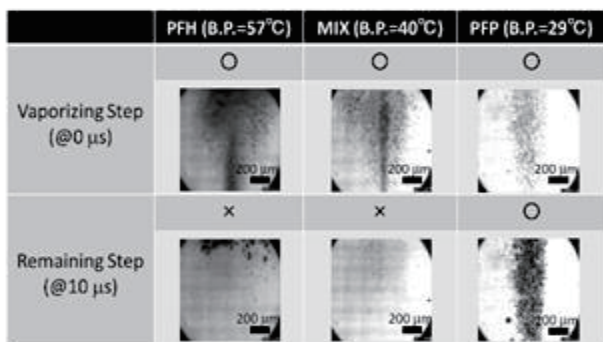 PFH (B.P.=57℃) MIX (B.P.=40℃) PFP (B.P.=29℃)
○ ○ ○
Vaporizing Step
(@0 μs)
200 μm 200 μm 200 μm
× × ○
Remaining Step
(@10 μs)
200 μm 200 μm 200 μm